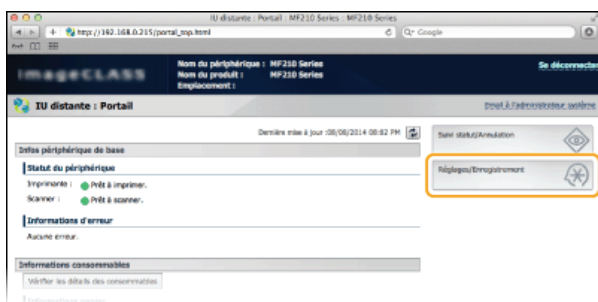 IU distante : Portail : MF210 Series : MF210 Series
http://192.168.0.215/portal_top.html
Google
imageCLASS
Nom du périphérique : MF210 Series
Nom du produit : MF210 Series
Emplacement :
Se déconnecter
IU distante : Portail
Email à l'administrateur système
Dernière mise à jour :08/08/2014 08:02 PM
Suivi statut/Annulation
Infos périphérique de base
Réglages/Enregistrement
Statut du périphérique
Imprimante : Prêt à imprimer.
Scanner : Prêt à scanner.
Informations d'erreur
Aucune erreur.
Informations consommables
Vérifier les détails des consommables
Informations papier